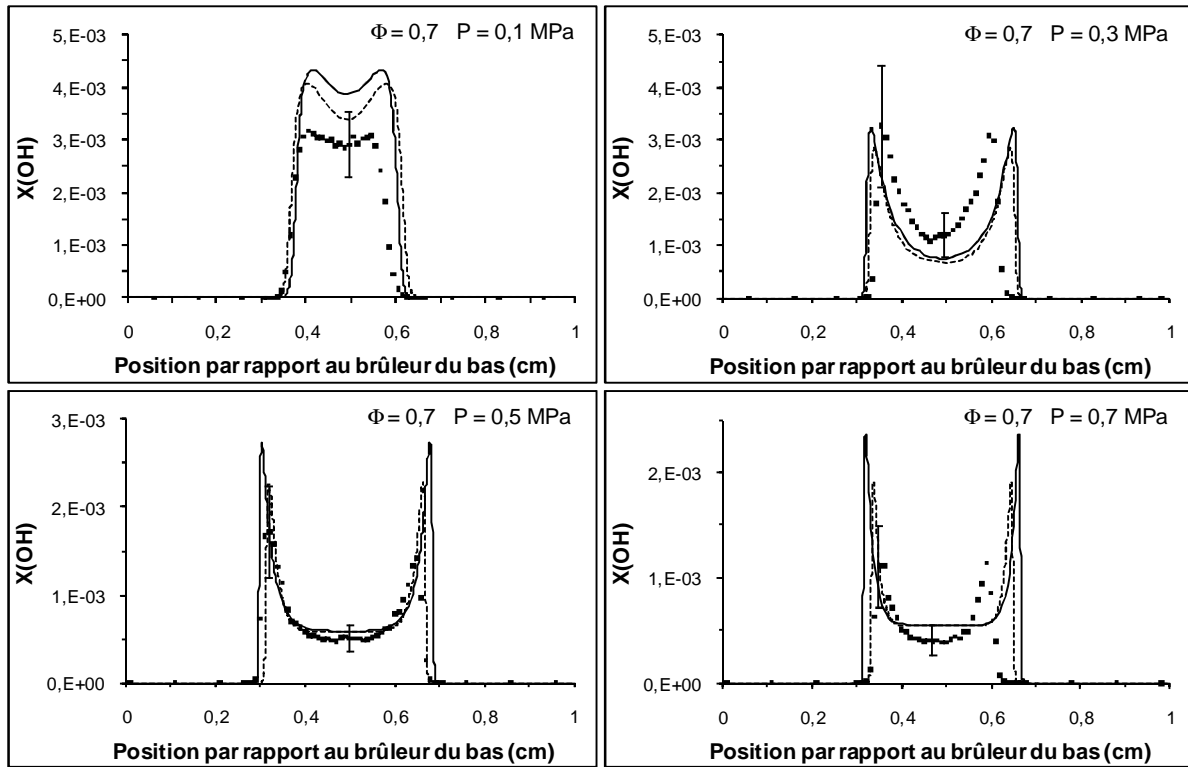 Φ = 0,7 P = 0,1 MPa
5,E-03
4,E-03
3,E-03
2,E-03
1,E-03
0,E+00
X(OH)
0 0,2 0,4 0,6 0,8 1
Position par rapport au brûleur du bas (cm)
Φ = 0,7 P = 0,3 MPa
5,E-03
4,E-03
3,E-03
2,E-03
1,E-03
0,E+00
X(OH)
0 0,2 0,4 0,6 0,8 1
Position par rapport au brûleur du bas (cm)
Φ = 0,7 P = 0,5 MPa
3,E-03
2,E-03
1,E-03
0,E+00
X(OH)
0 0,2 0,4 0,6 0,8 1
Position par rapport au brûleur du bas (cm)
Φ = 0,7 P = 0,7 MPa
2,E-03
1,E-03
0,E+00
X(OH)
0 0,2 0,4 0,6 0,8 1
Position par rapport au brûleur du bas (cm)